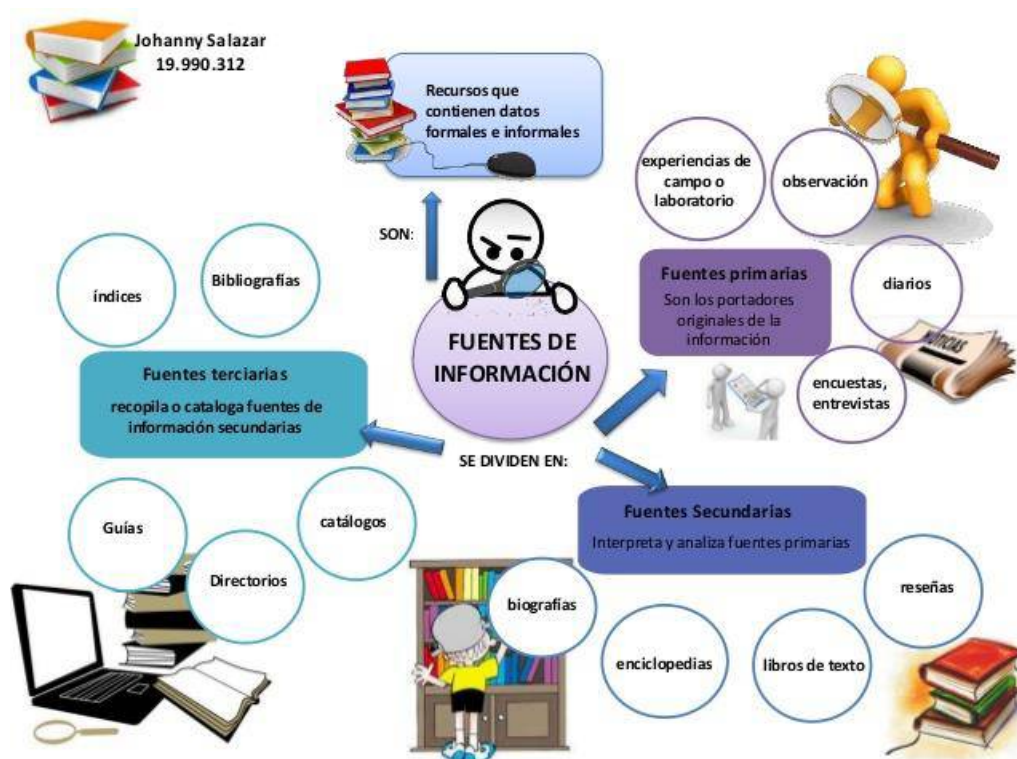 Johanny Salazar
19.990.312
Recursos que
contienen datos
formales e informales
SON:
FUENTES DE
INFORMACIÓN
SE DIVIDEN EN:
experiencias de
campo o
laboratorio
observación
Fuentes primarias
Son los portadores
originales de la
información
diarios
NOTICIAS
encuestas,
entrevistas
índices
Bibliografías
Fuentes terciarias
recopila o cataloga fuentes de
información secundarias
Guías
Directorios
catálogos
Fuentes Secundarias
Interpreta y analiza fuentes primarias
biografías
enciclopedias
libros de texto
reseñas